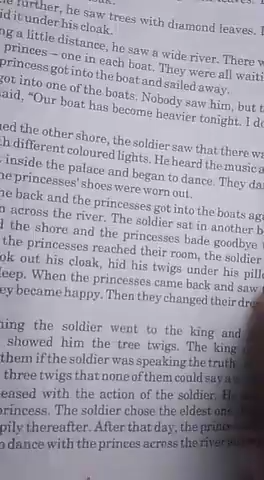 further, he saw trees with diamond leaves.
id it under his cloak.
ng a little distance, he saw a wide river. There w
princes – one in each boat. They were all waiti
princess got into the boat and sailed away.
got into one of the boats. Nobody saw him, but t
aid, "Our boat has become heavier tonight. I do
ed the other shore, the soldier saw that there wa
h different coloured lights. He heard the music a
inside the palace and began to dance. They da
he princesses' shoes were worn out.
ne back and the princesses got into the boats aga
n across the river. The soldier sat in another b
d the shore and the princesses bade goodbye
the princesses reached their room, the soldier
ok out his cloak, hid his twigs under his pill
leep. When the princesses came back and saw
ey became happy. Then they changed their dre
ning the soldier went to the king and
showed him the tree twigs. The king
them if the soldier was speaking the truth
three twigs that none of them could say a
eased with the action of the soldier. He
princess. The soldier chose the eldest one.
pily thereafter. After that day, the prince
o dance with the princes across the river